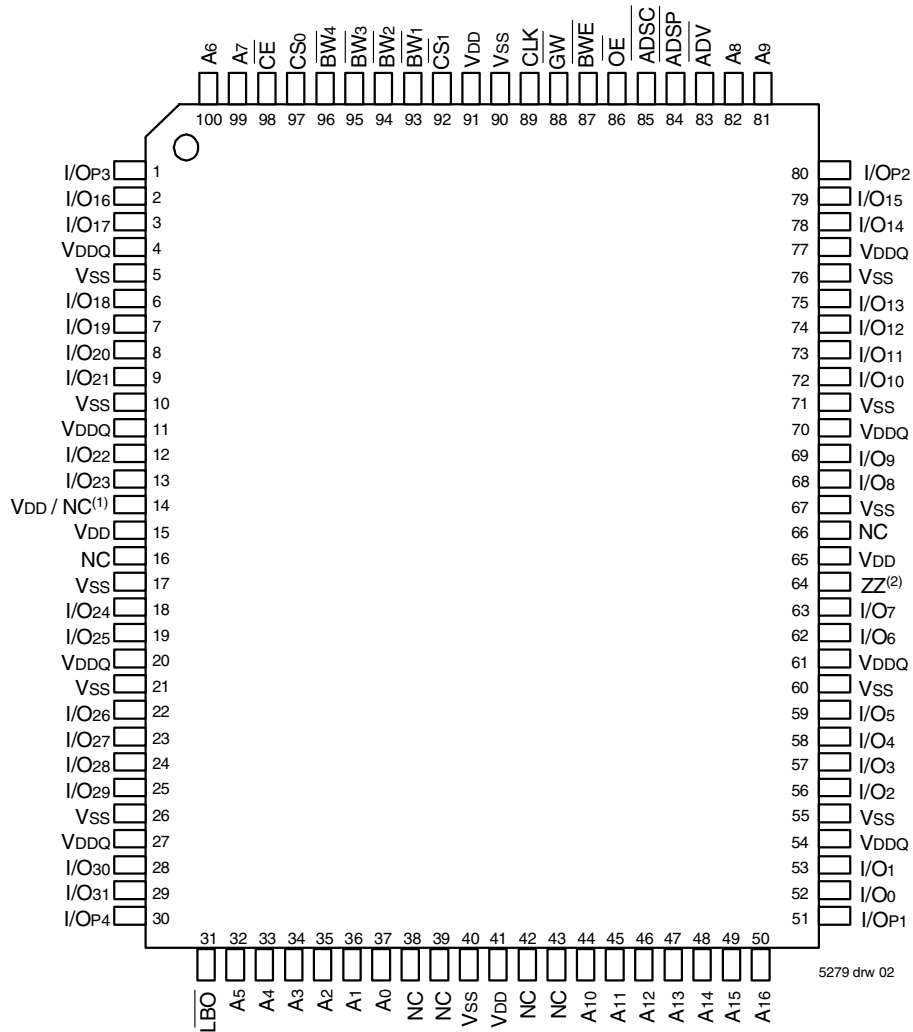 A6 A7 CE CS0 BW4 BW3 BW2 BW1 CS1 VDD VSS CLK GW BWE OE ADSC ADSP ADV A8 A9
100 99 98 97 96 95 94 93 92 91 90 89 88 87 86 85 84 83 82 81
I/OP3 1 80 I/OP2
I/O16 2 79 I/O15
I/O17 3 78 I/O14
VDDQ 4 77 VDDQ
VSS 5 76 VSS
I/O18 6 75 I/O13
I/O19 7 74 I/O12
I/O20 8 73 I/O11
I/O21 9 72 I/O10
VSS 10 71 VSS
VDDQ 11 70 VDDQ
I/O22 12 69 I/O9
I/O23 13 68 I/O8
VDD / NC(1) 14 67 VSS
VDD 15 66 NC
NC 16 65 VDD
VSS 17 64 ZZ(2)
I/O24 18 63 I/O7
I/O25 19 62 I/O6
VDDQ 20 61 VDDQ
VSS 21 60 VSS
I/O26 22 59 I/O5
I/O27 23 58 I/O4
I/O28 24 57 I/O3
I/O29 25 56 I/O2
VSS 26 55 VSS
VDDQ 27 54 VDDQ
I/O30 28 53 I/O1
I/O31 29 52 I/O0
I/OP4 30 51 I/OP1
31 32 33 34 35 36 37 38 39 40 41 42 43 44 45 46 47 48 49 50
LBO A5 A4 A3 A2 A1 A0 NC NC VSS VDD NC NC A10 A11 A12 A13 A14 A15 A16
5279 drw 02